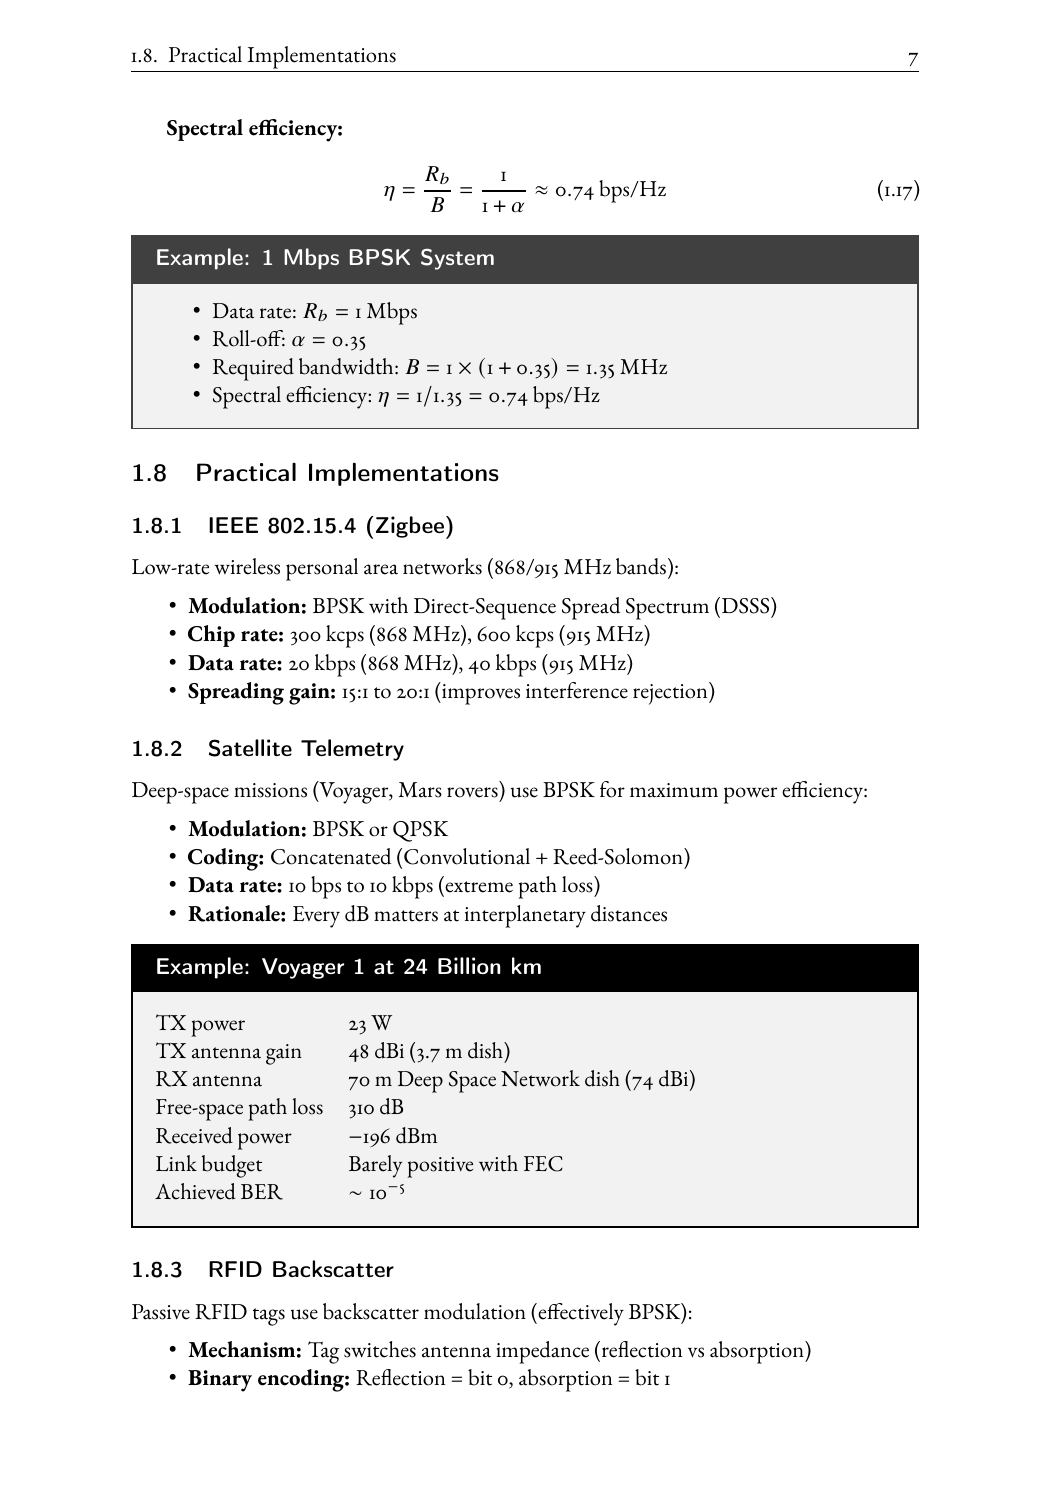 1.8. Practical Implementations 7
Spectral efficiency:
η = R_b / B = 1 / (1 + α) ≈ 0.74 bps/Hz (1.17)
Example: 1 Mbps BPSK System
• Data rate: R_b = 1 Mbps
• Roll-off: α = 0.35
• Required bandwidth: B = 1 × (1 + 0.35) = 1.35 MHz
• Spectral efficiency: η = 1/1.35 = 0.74 bps/Hz
1.8 Practical Implementations
1.8.1 IEEE 802.15.4 (Zigbee)
Low-rate wireless personal area networks (868/915 MHz bands):
• Modulation: BPSK with Direct-Sequence Spread Spectrum (DSSS)
• Chip rate: 300 kcps (868 MHz), 600 kcps (915 MHz)
• Data rate: 20 kbps (868 MHz), 40 kbps (915 MHz)
• Spreading gain: 15:1 to 20:1 (improves interference rejection)
1.8.2 Satellite Telemetry
Deep-space missions (Voyager, Mars rovers) use BPSK for maximum power efficiency:
• Modulation: BPSK or QPSK
• Coding: Concatenated (Convolutional + Reed-Solomon)
• Data rate: 10 bps to 10 kbps (extreme path loss)
• Rationale: Every dB matters at interplanetary distances
Example: Voyager 1 at 24 Billion km
TX power 23 W
TX antenna gain 48 dBi (3.7 m dish)
RX antenna 70 m Deep Space Network dish (74 dBi)
Free-space path loss 310 dB
Received power −196 dBm
Link budget Barely positive with FEC
Achieved BER ∼ 10⁻⁵
1.8.3 RFID Backscatter
Passive RFID tags use backscatter modulation (effectively BPSK):
• Mechanism: Tag switches antenna impedance (reflection vs absorption)
• Binary encoding: Reflection = bit 0, absorption = bit 1